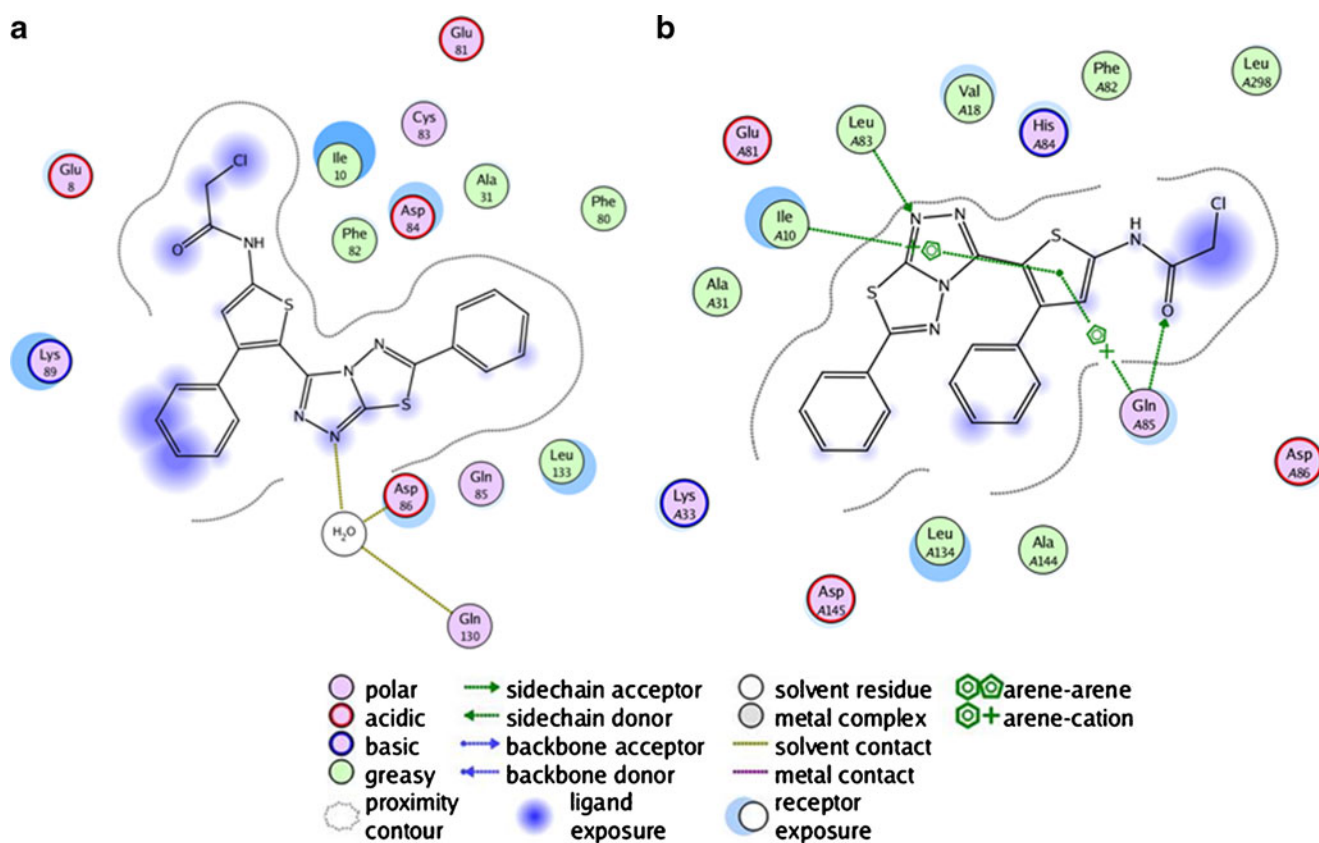 a
b
Glu
81
Cys
83
Ile
10
Glu
8
Ala
31
Asp
84
Phe
80
Phe
82
Cl
O
NH
S
Lys
89
N
N
N
N
S
Leu
133
Gln
85
Asp
86
H2O
Gln
130
Leu
A298
Phe
A82
Val
A18
His
A84
Leu
A83
Glu
A81
Ile
A10
Cl
H
N
N
N
S
O
Ala
A31
S
N
N
Gln
A85
Asp
A86
Lys
A33
Leu
A134
Ala
A144
Asp
A145
polar
acidic
basic
greasy
proximity
contour
sidechain acceptor
sidechain donor
backbone acceptor
backbone donor
ligand
exposure
solvent residue
metal complex
solvent contact
metal contact
receptor
exposure
arene-arene
arene-cation